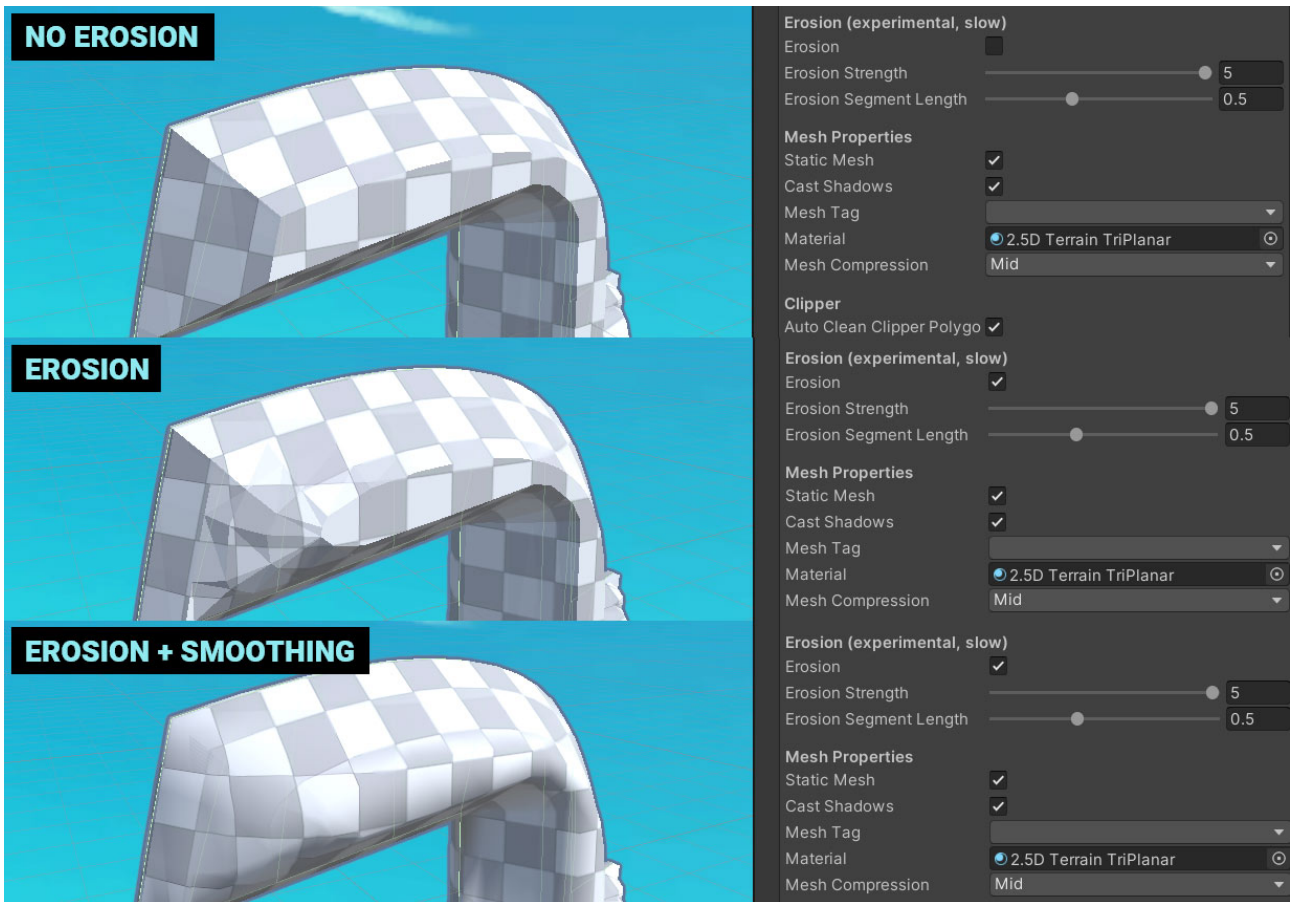 NO EROSION
Erosion (experimental, slow)
Erosion
Erosion Strength 5
Erosion Segment Length 0.5
Mesh Properties
Static Mesh
Cast Shadows
Mesh Tag
Material 2.5D Terrain TriPlanar
Mesh Compression Mid
Clipper
Auto Clean Clipper Polygo
EROSION
Erosion (experimental, slow)
Erosion
Erosion Strength 5
Erosion Segment Length 0.5
Mesh Properties
Static Mesh
Cast Shadows
Mesh Tag
Material 2.5D Terrain TriPlanar
Mesh Compression Mid
EROSION + SMOOTHING
Erosion (experimental, slow)
Erosion
Erosion Strength 5
Erosion Segment Length 0.5
Mesh Properties
Static Mesh
Cast Shadows
Mesh Tag
Material 2.5D Terrain TriPlanar
Mesh Compression Mid